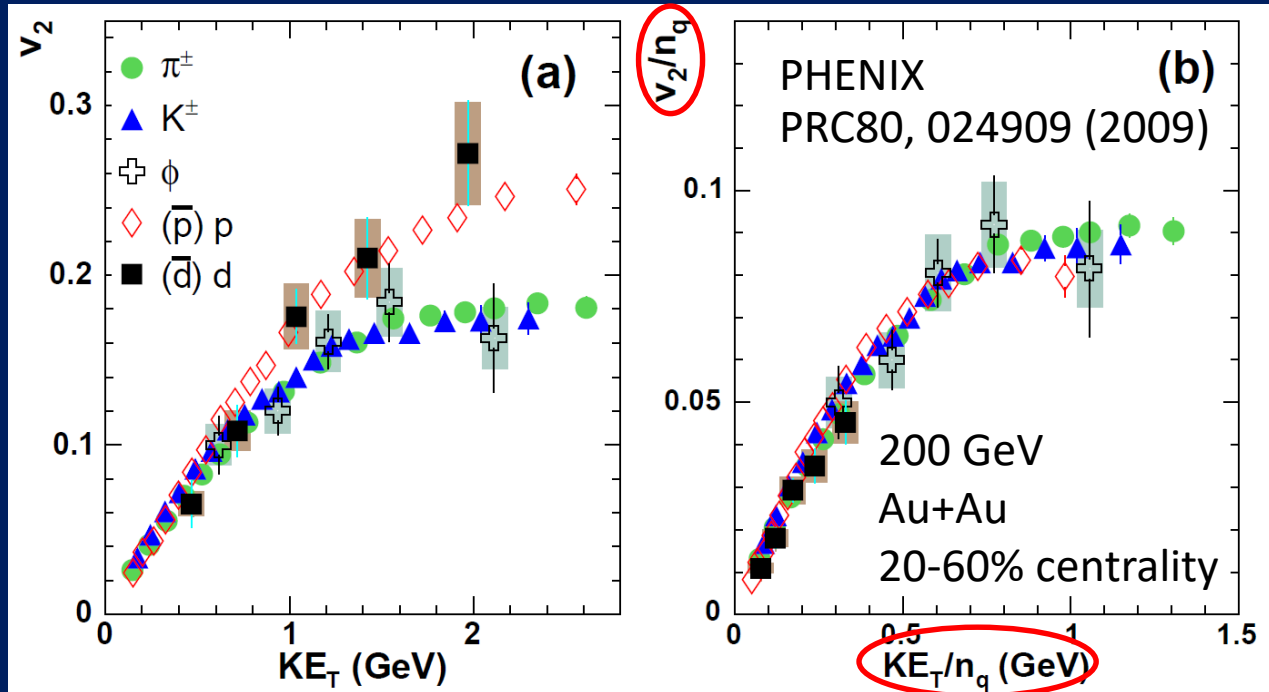 v2
(a)
π±
K±
ϕ
(p̅) p
(d̅) d
0.3
0.2
0.1
0
0
1
2
KE_T (GeV)
v2/nq
(b)
PHENIX
PRC80, 024909 (2009)
0.1
0.05
0
200 GeV
Au+Au
20-60% centrality
0
0.5
1
1.5
KE_T/nq (GeV)